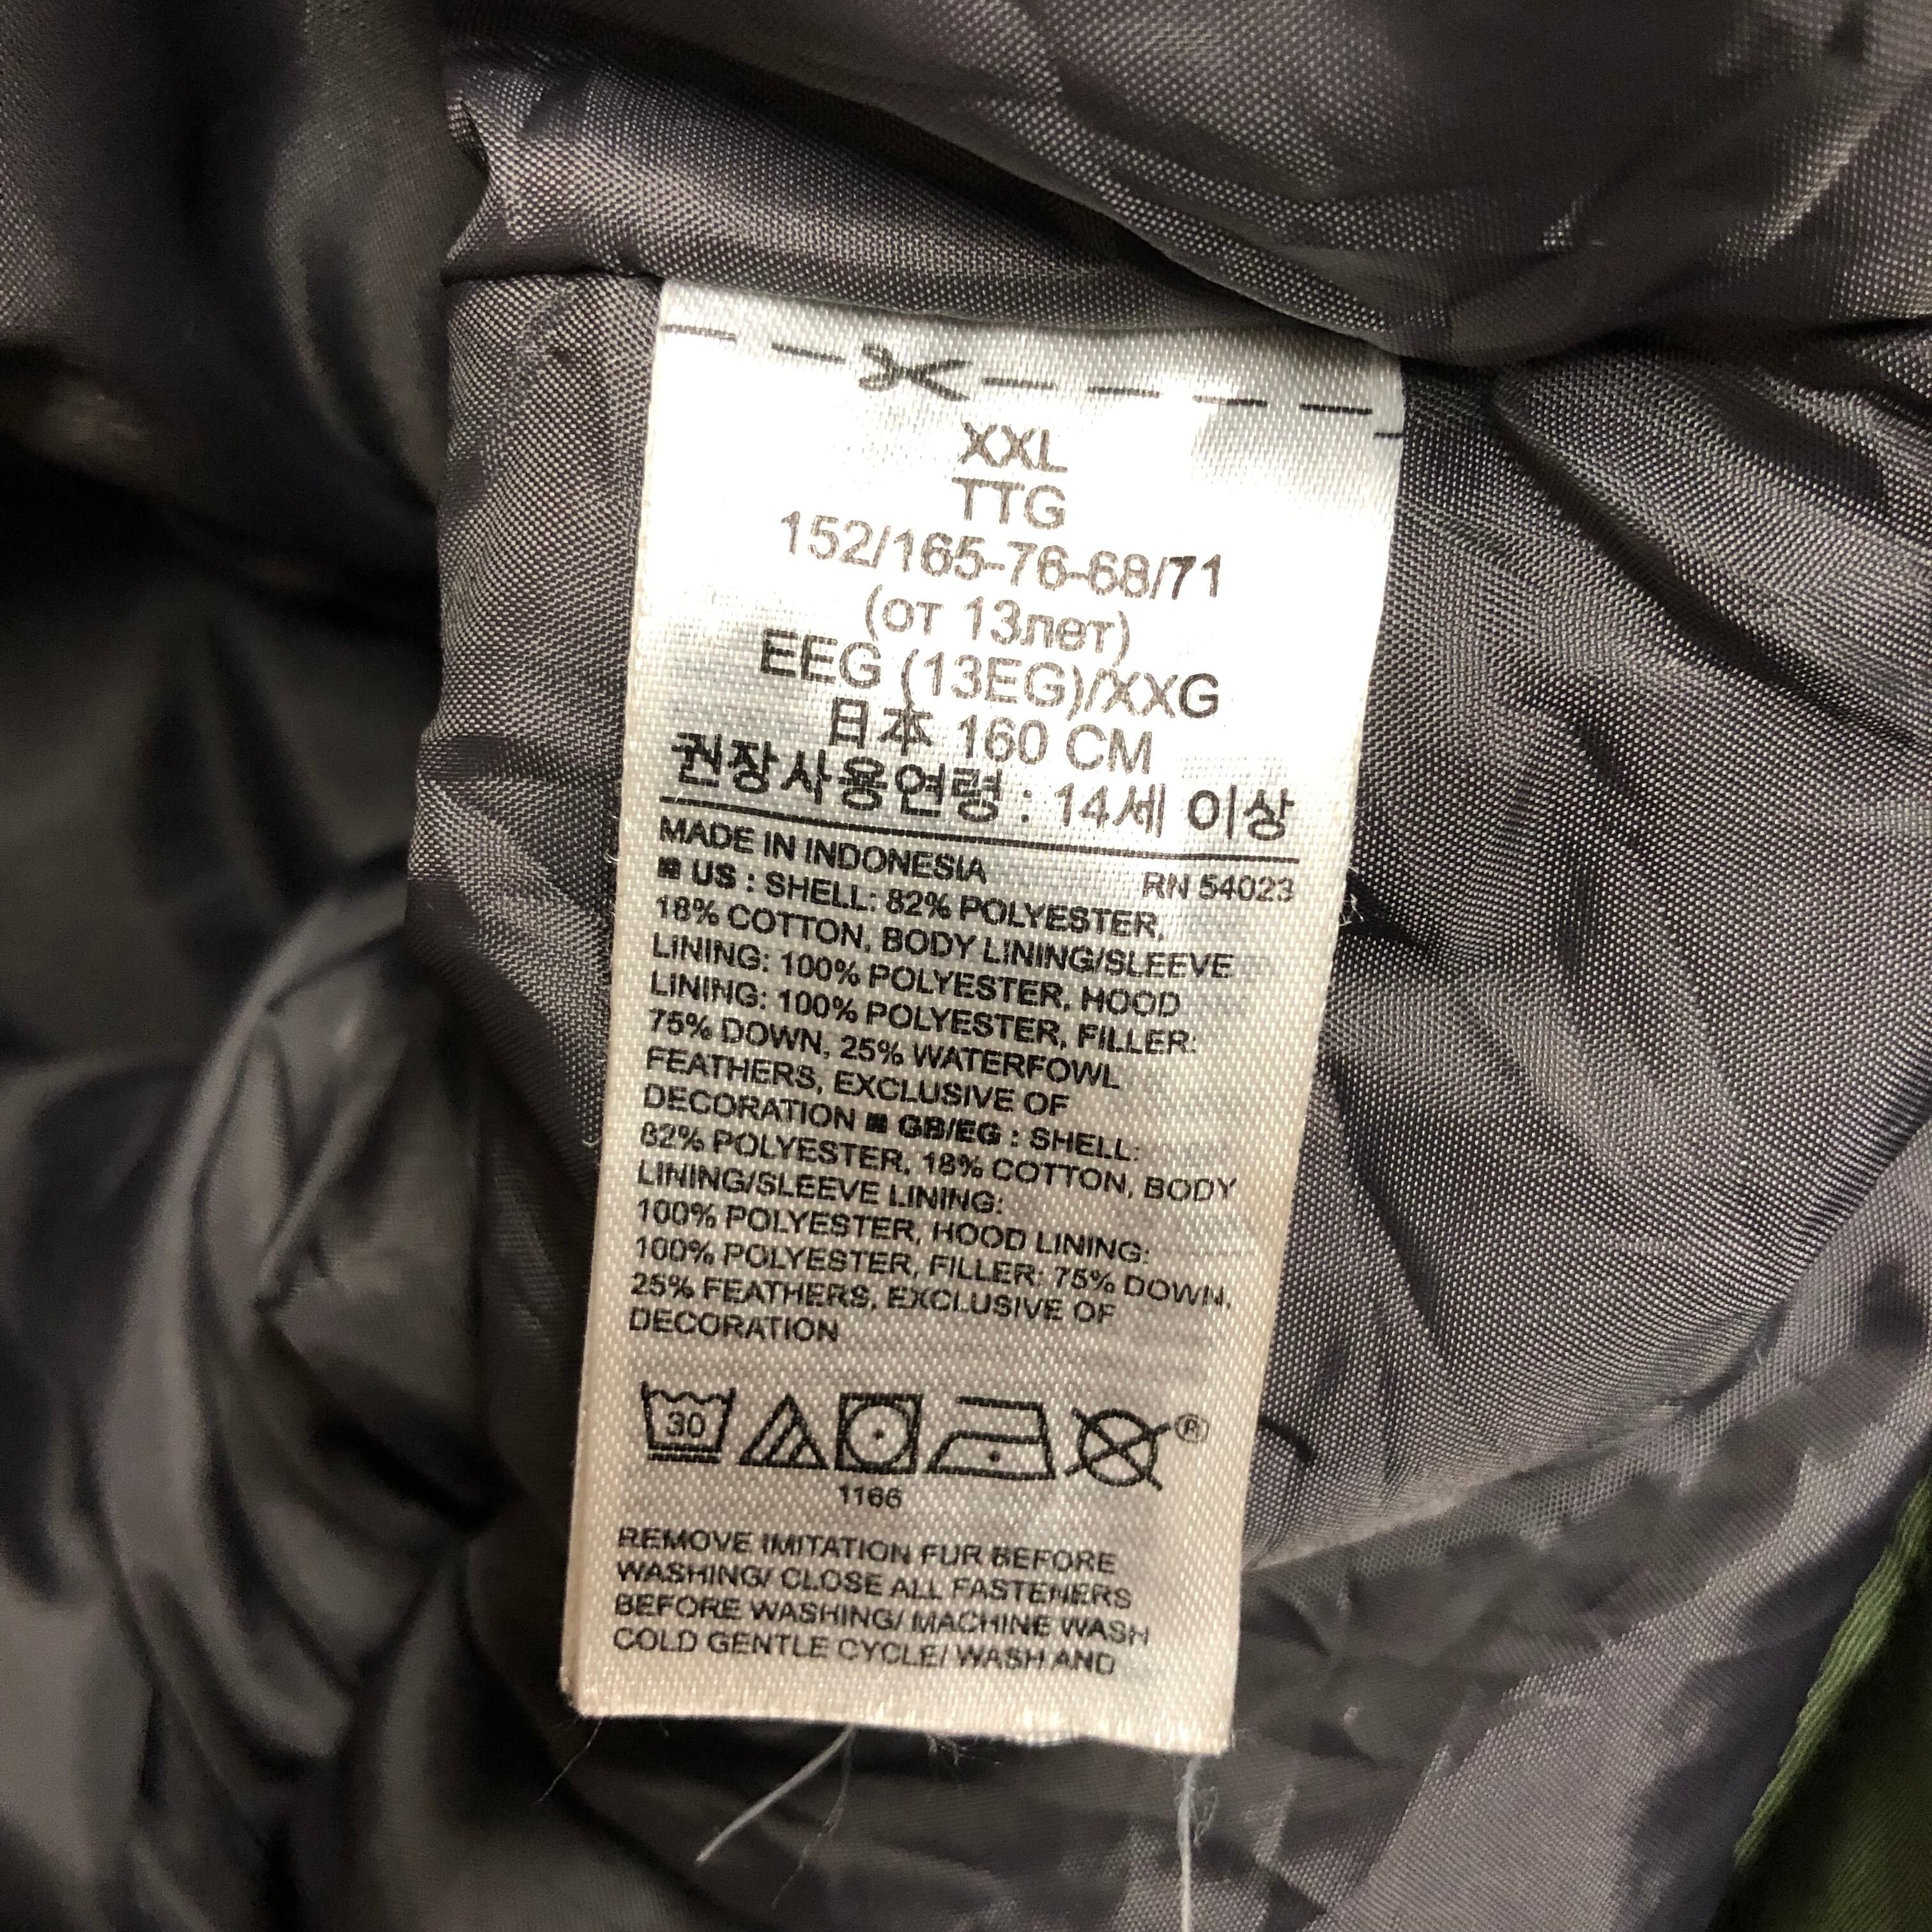 XXL
TTG
152/165-76-68/71
(от 13лет)
EEG (13EG)/XXG
日本 160 CM
권장사용연령 : 14세 이상
MADE IN INDONESIA
RN 54023
■ US : SHELL: 82% POLYESTER,
18% COTTON, BODY LINING/SLEEVE
LINING: 100% POLYESTER, HOOD
LINING: 100% POLYESTER, FILLER:
75% DOWN, 25% WATERFOWL
FEATHERS, EXCLUSIVE OF
DECORATION ■ GB/EG : SHELL:
82% POLYESTER, 18% COTTON, BODY
LINING/SLEEVE LINING:
100% POLYESTER, HOOD LINING:
100% POLYESTER, FILLER: 75% DOWN,
25% FEATHERS, EXCLUSIVE OF
DECORATION
30
®
1166
REMOVE IMITATION FUR BEFORE
WASHING/ CLOSE ALL FASTENERS
BEFORE WASHING/ MACHINE WASH
COLD GENTLE CYCLE/ WASH AND